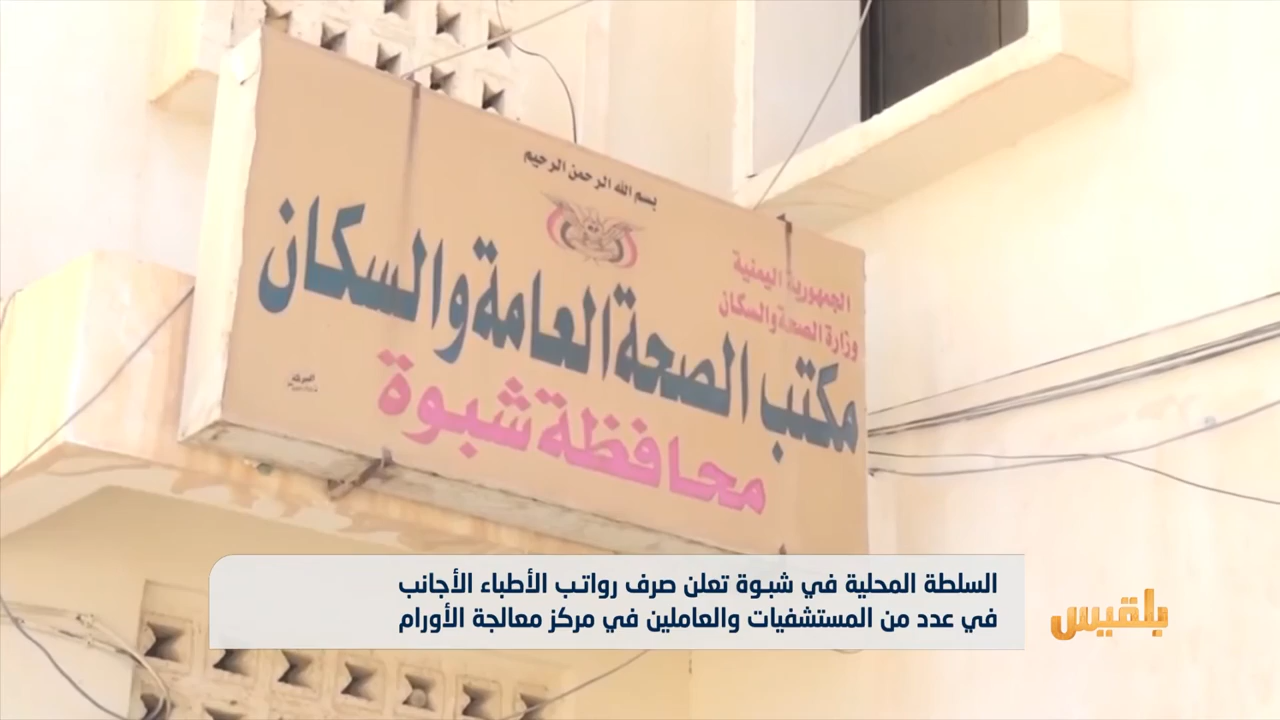 بسم الله الرحمن الرحيم
الجمهورية اليمنية
وزارة الصحة والسكان
مكتب الصحة العامة والسكان
محافظة شبوة
السلطة المحلية في شبوة تعلن صرف رواتب الأطباء الأجانب
في عدد من المستشفيات والعاملين في مركز معالجة الأورام
بلقيس